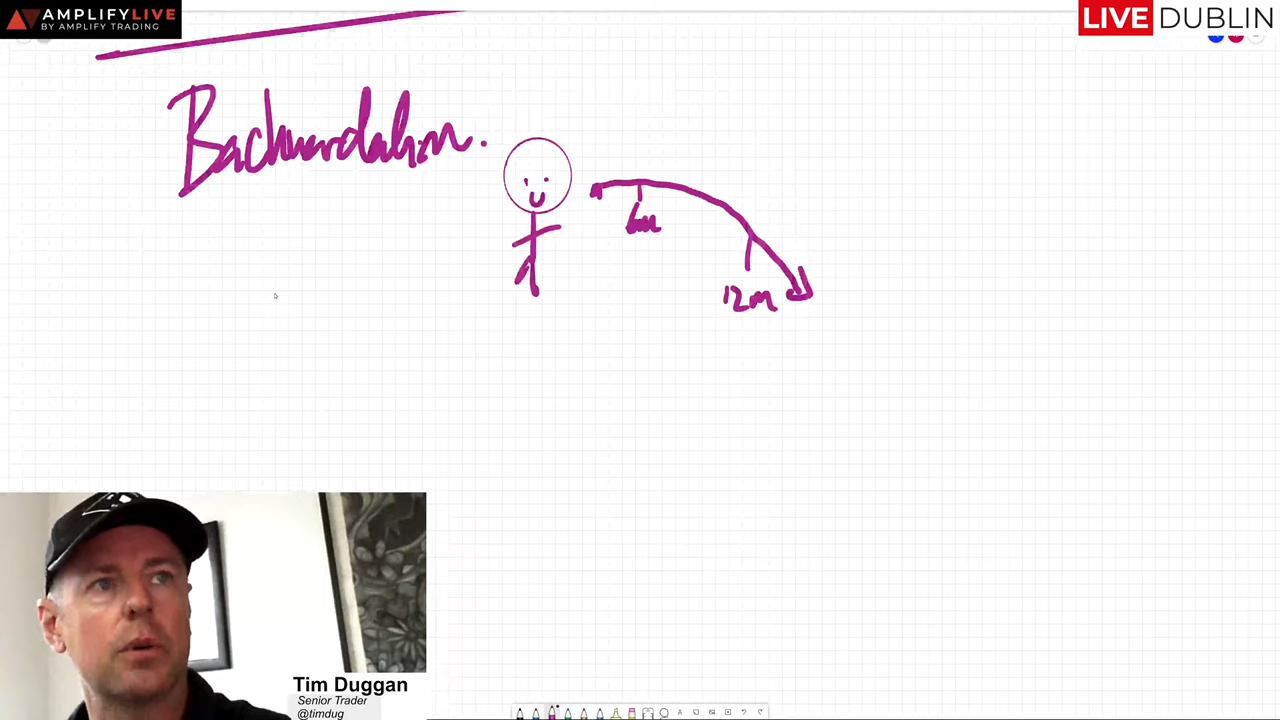 AMPLIFYLIVE
BY AMPLIFY TRADING
LIVE DUBLIN
Backwardation.
6m
12m
Tim Duggan
Senior Trader
@timdug